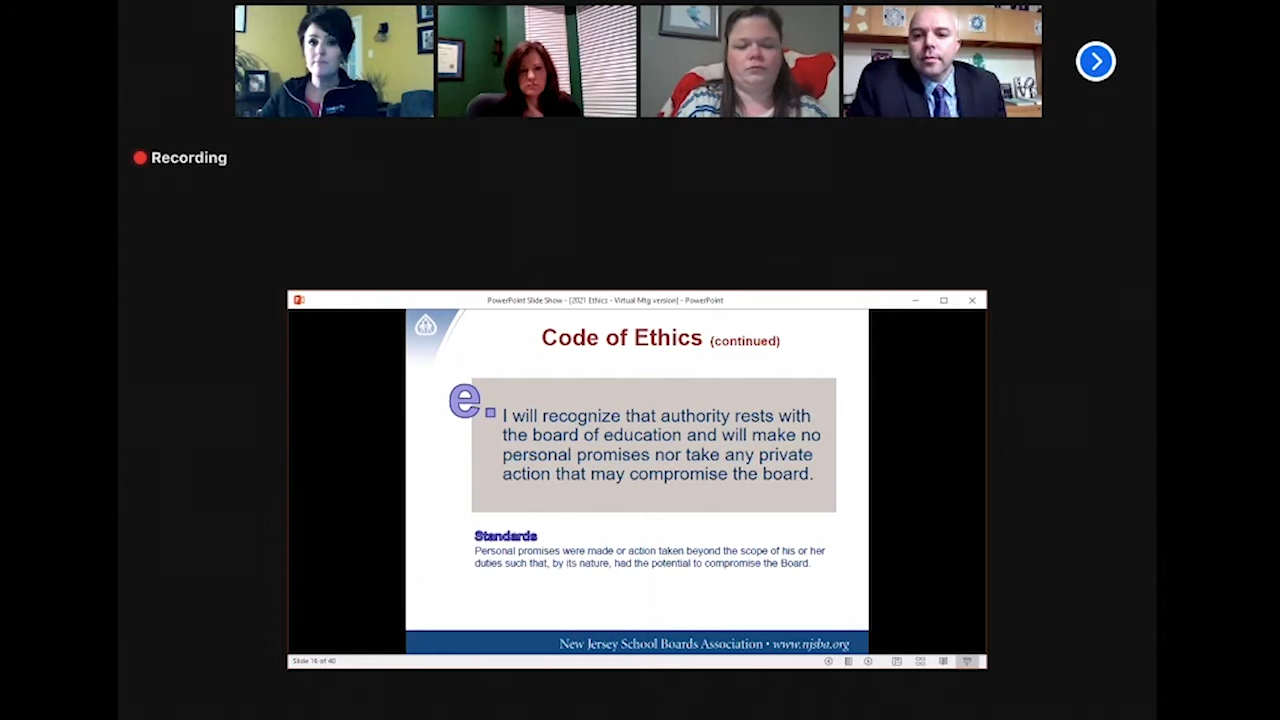 Recording
PowerPoint Slide Show - [2021 Ethics - Virtual Mtg version] - PowerPoint
Code of Ethics (continued)
e.
I will recognize that authority rests with
the board of education and will make no
personal promises nor take any private
action that may compromise the board.
Standards
Personal promises were made or action taken beyond the scope of his or her
duties such that, by its nature, had the potential to compromise the Board.
New Jersey School Boards Association • www.njsba.org
Slide 16 of 40